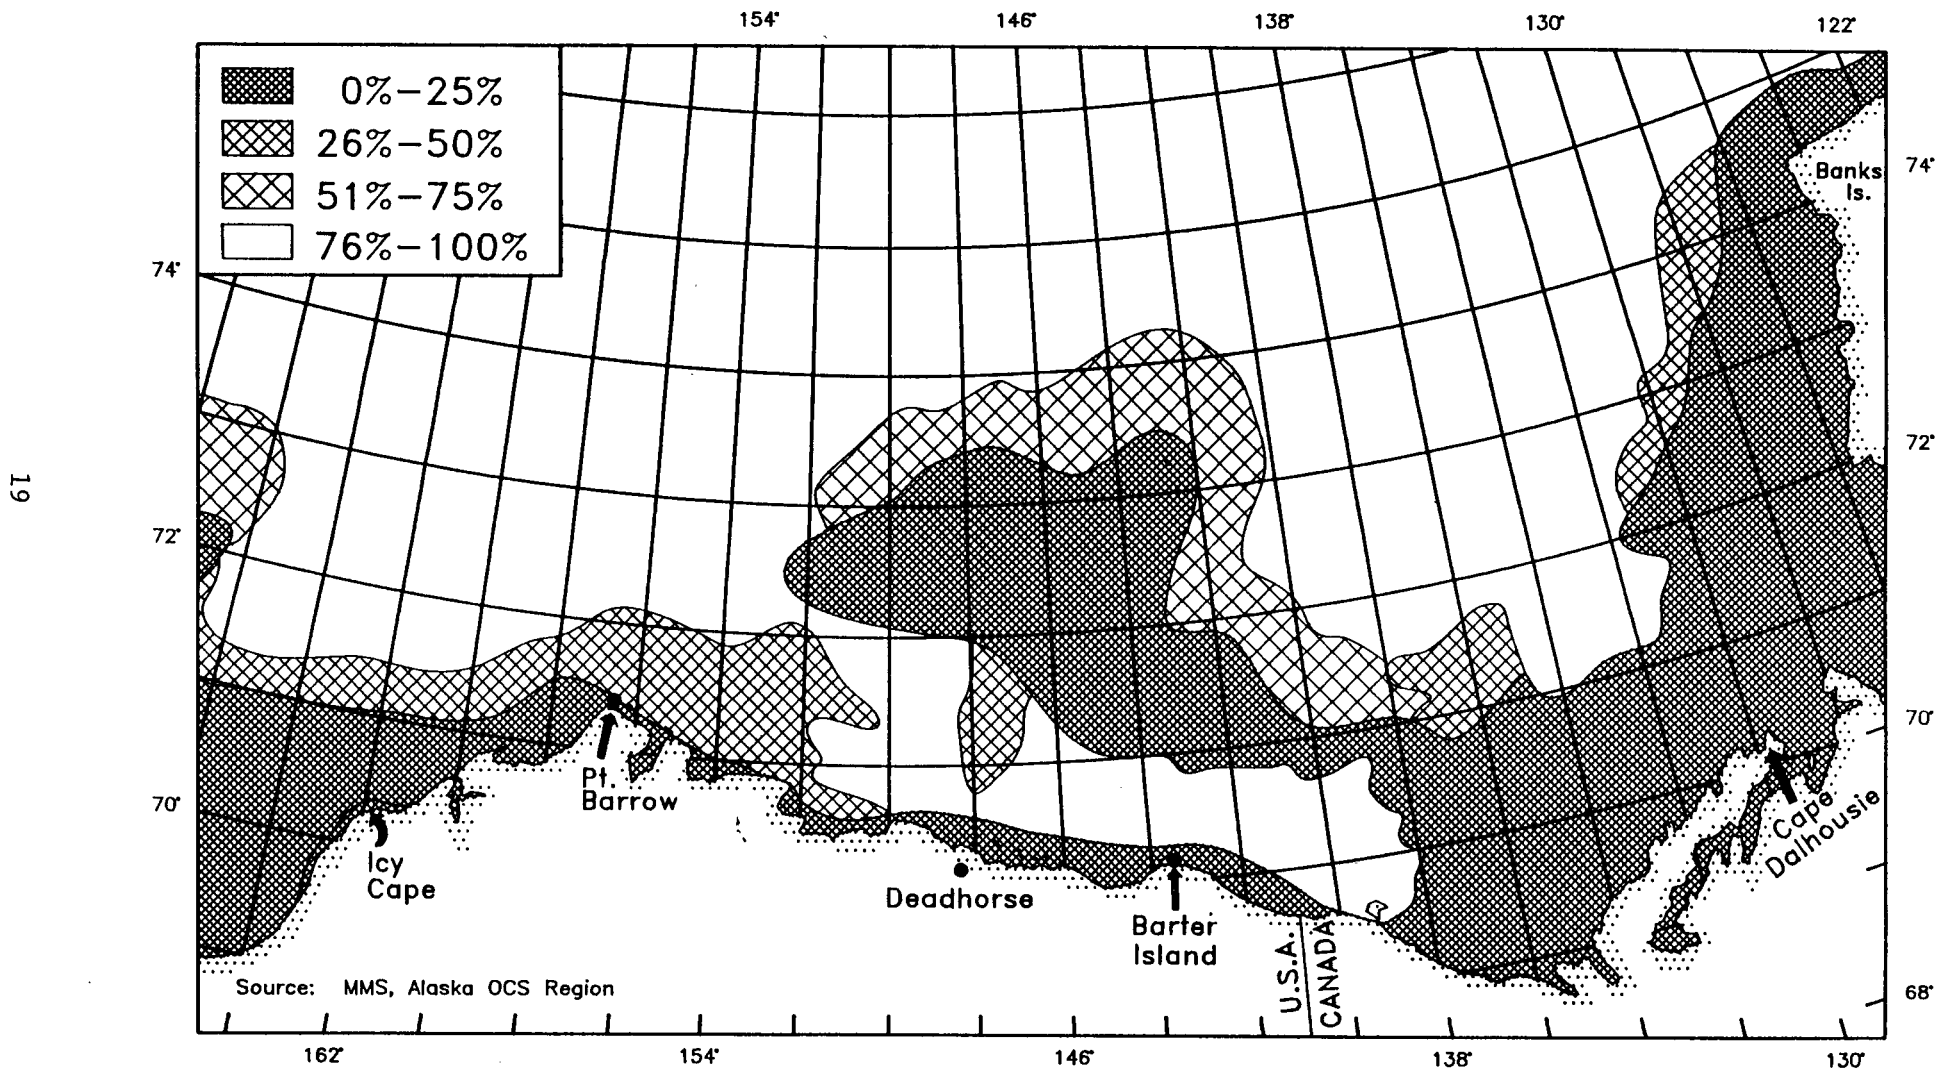 154° 146° 138° 130° 122°
0%-25%
26%-50%
51%-75%
76%-100%
Banks
Is.
74°
74°
72°
19
72°
70°
70°
Pt.
Barrow
Icy
Cape
Deadhorse
Barter
Island
Cape
Dalhousie
U.S.A.
CANADA
68°
Source: MMS, Alaska OCS Region
162° 154° 146° 138° 130°